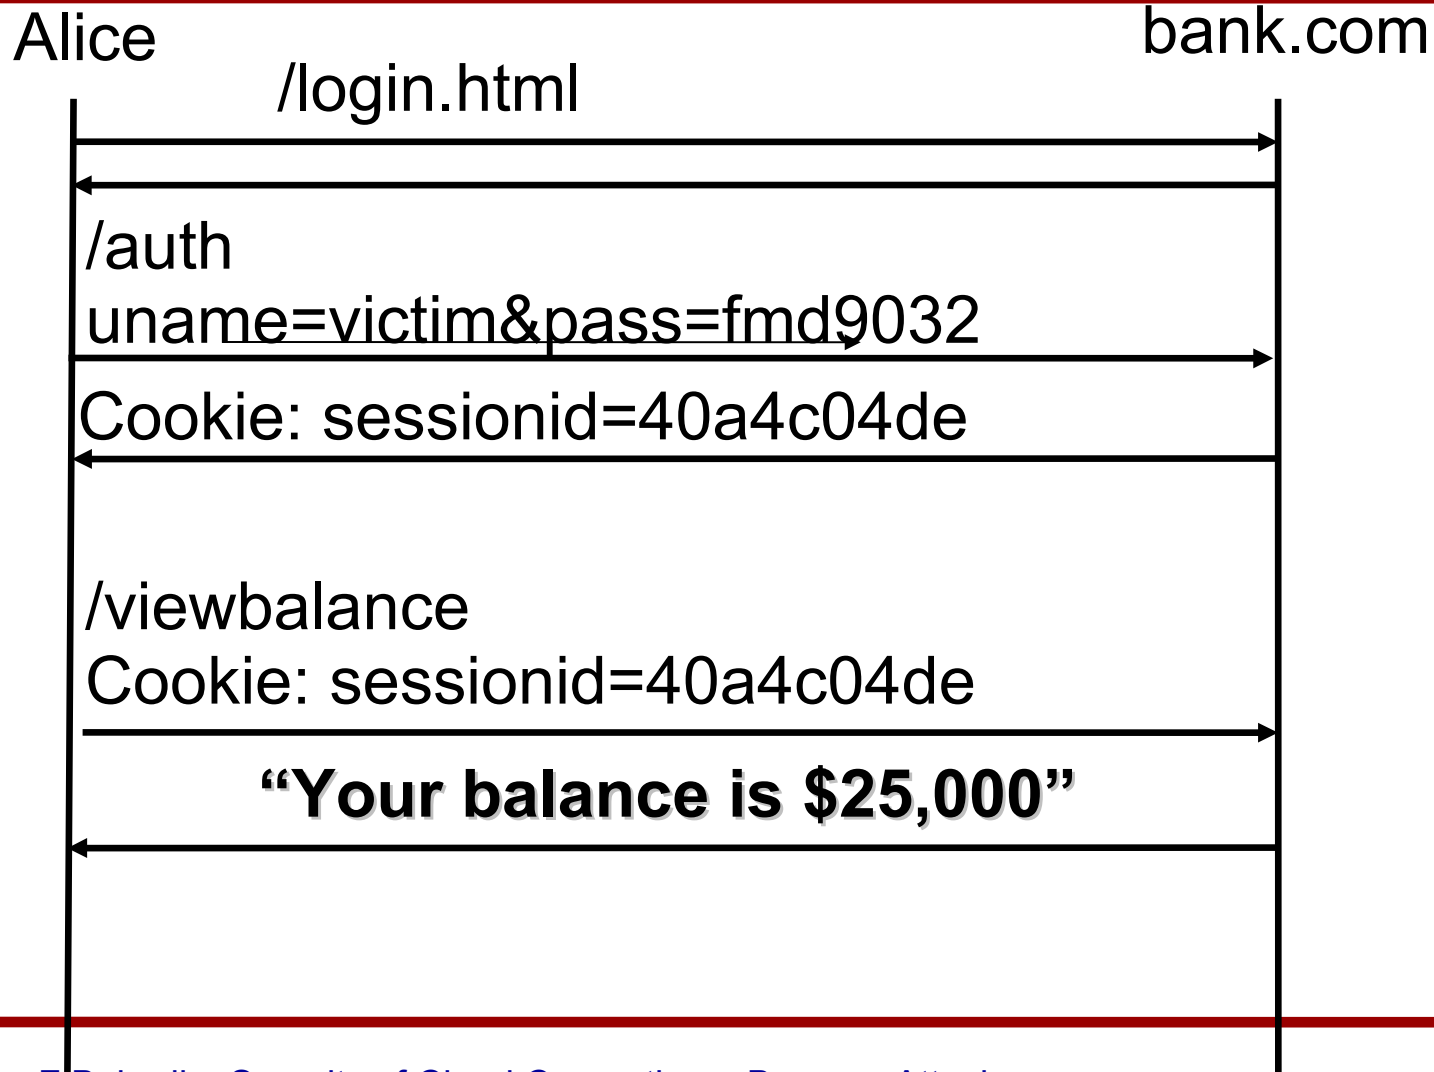 Alice
bank.com
/login.html
/auth
uname=victim&pass=fmd9032
Cookie: sessionid=40a4c04de
/viewbalance
Cookie: sessionid=40a4c04de
“Your balance is $25,000”